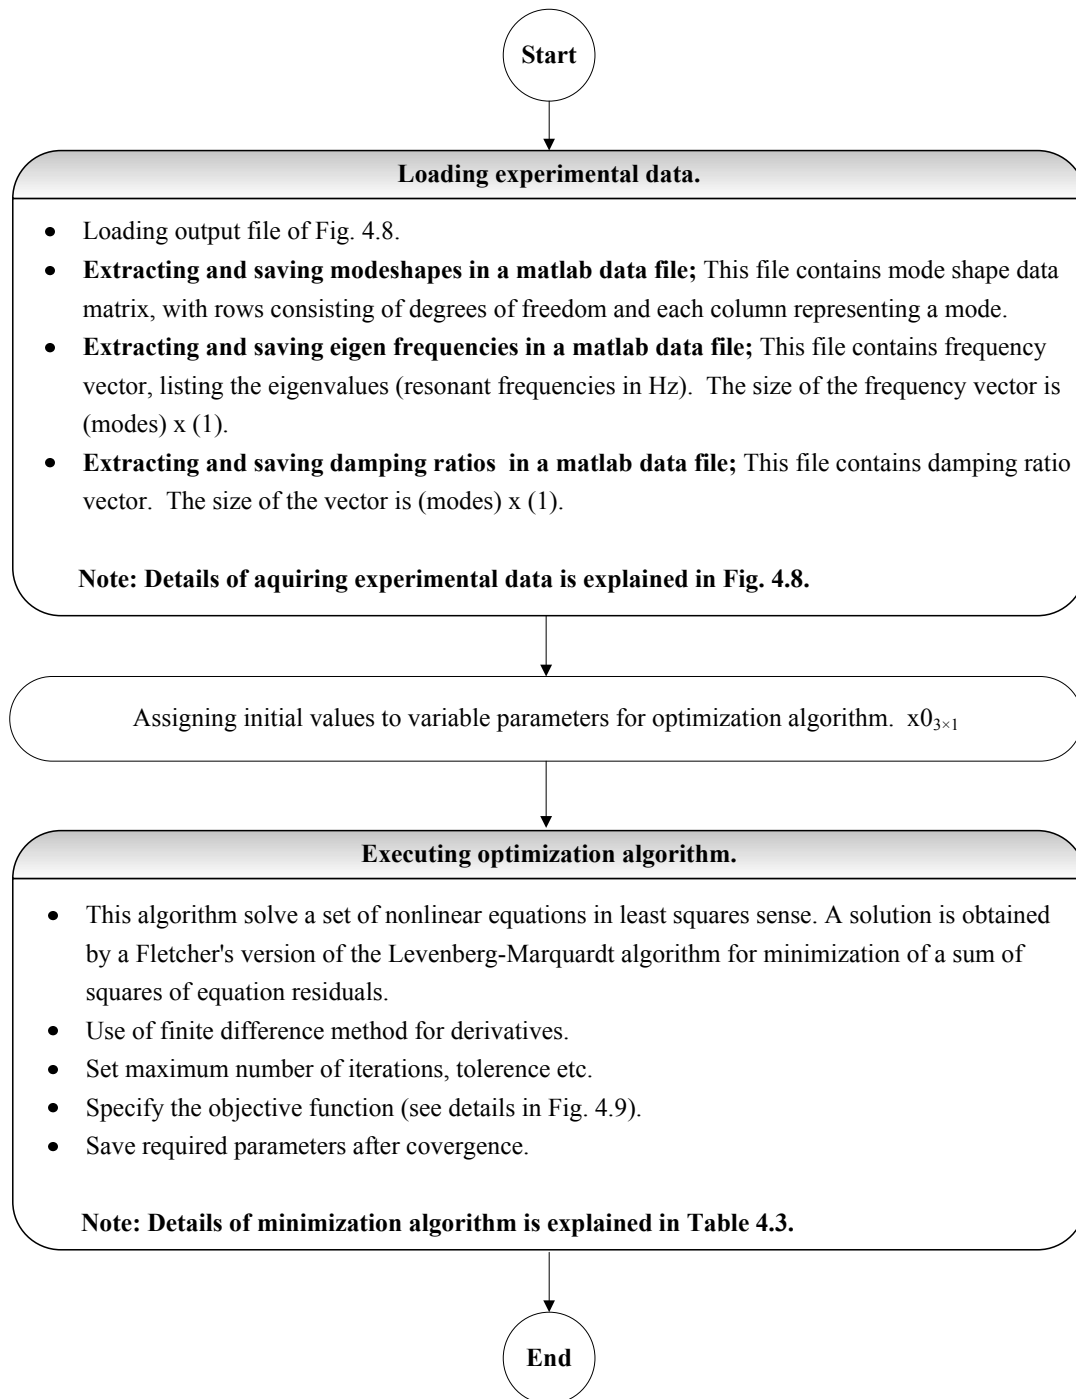 Start
Loading experimental data.
• Loading output file of Fig. 4.8.
• Extracting and saving modeshapes in a matlab data file; This file contains mode shape data
matrix, with rows consisting of degrees of freedom and each column representing a mode.
• Extracting and saving eigen frequencies in a matlab data file; This file contains frequency
vector, listing the eigenvalues (resonant frequencies in Hz).  The size of the frequency vector is
(modes) x (1).
• Extracting and saving damping ratios  in a matlab data file; This file contains damping ratio
vector.  The size of the vector is (modes) x (1).
Note: Details of aquiring experimental data is explained in Fig. 4.8.
Assigning initial values to variable parameters for optimization algorithm.  x0₃ₓ₁
Executing optimization algorithm.
• This algorithm solve a set of nonlinear equations in least squares sense. A solution is obtained
by a Fletcher's version of the Levenberg-Marquardt algorithm for minimization of a sum of
squares of equation residuals.
• Use of finite difference method for derivatives.
• Set maximum number of iterations, tolerence etc.
• Specify the objective function (see details in Fig. 4.9).
• Save required parameters after covergence.
Note: Details of minimization algorithm is explained in Table 4.3.
End